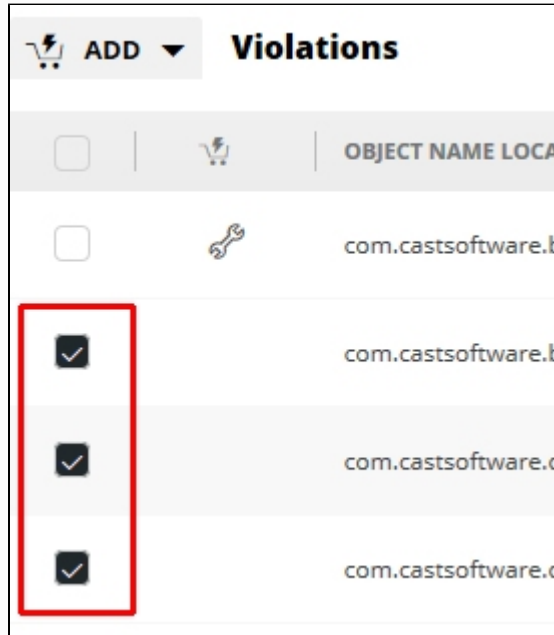 ADD Violations
OBJECT NAME LOCA
com.castsoftware.b
com.castsoftware.b
com.castsoftware.c
com.castsoftware.c